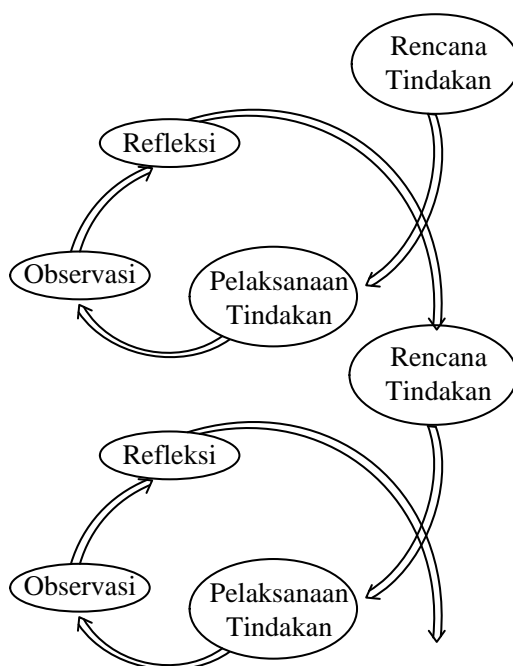 Rencana
Tindakan
Refleksi
Observasi
Pelaksanaan
Tindakan
Rencana
Tindakan
Refleksi
Observasi
Pelaksanaan
Tindakan